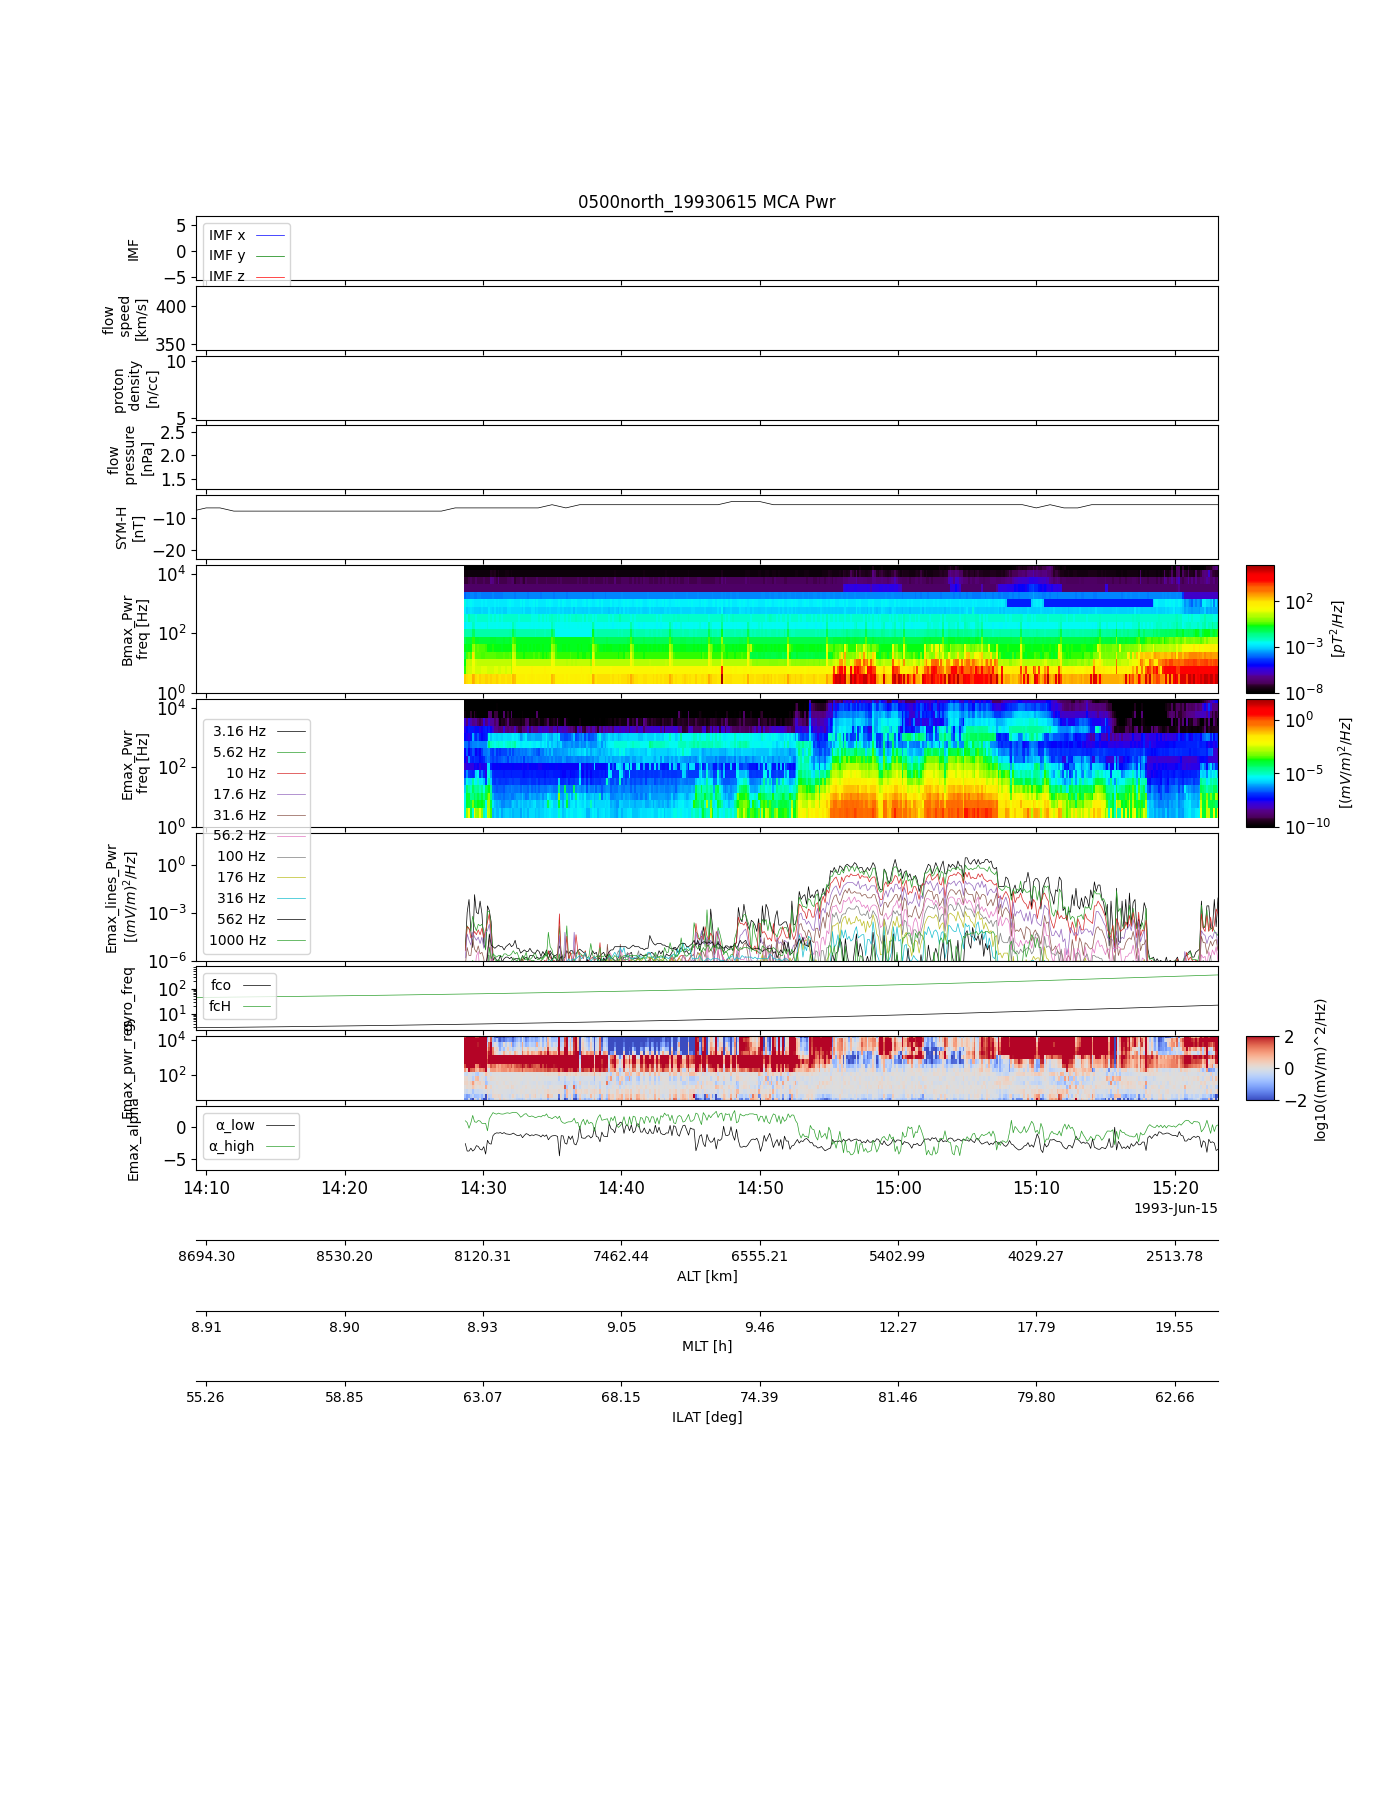 0500north_19930615 MCA Pwr
IMF
5
0
−5
IMF x
IMF y
IMF z
flow
speed
[km/s]
400
350
proton
density
[n/cc]
10
5
flow
pressure
[nPa]
2.5
2.0
1.5
SYM-H
[nT]
−10
−20
Bmax_Pwr
freq [Hz]
10^4
10^2
10^0
10^2
10^-3
10^-8
[pT^2/Hz]
Emax_Pwr
freq [Hz]
10^4
10^2
10^0
10^0
10^-5
10^-10
[(mV/m)^2/Hz]
3.16 Hz
5.62 Hz
10 Hz
17.6 Hz
31.6 Hz
56.2 Hz
100 Hz
176 Hz
316 Hz
562 Hz
1000 Hz
Emax_lines_Pwr
[(mV/m)^2/Hz]
10^0
10^-3
10^-6
gyro_freq
10^2
10^1
fco
fcH
Emax_pwr_reg
10^4
10^2
2
0
−2
log10((mV/m)^2/Hz)
Emax_alpha
0
−5
α_low
α_high
14:10 14:20 14:30 14:40 14:50 15:00 15:10 15:20
1993-Jun-15
8694.30 8530.20 8120.31 7462.44 6555.21 5402.99 4029.27 2513.78
ALT [km]
8.91 8.90 8.93 9.05 9.46 12.27 17.79 19.55
MLT [h]
55.26 58.85 63.07 68.15 74.39 81.46 79.80 62.66
ILAT [deg]